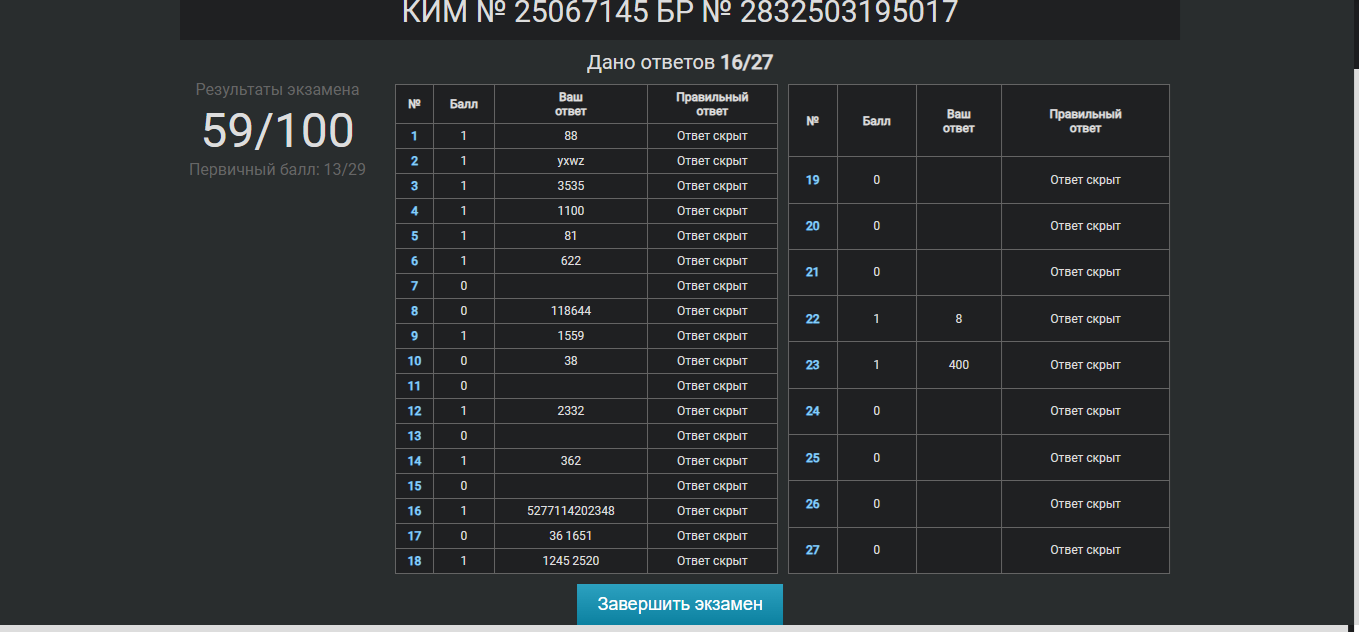 КИМ № 25067145 БР № 2832503195017
Дано ответов 16/27
Результаты экзамена
59/100
Первичный балл: 13/29
№ Балл Ваш ответ Правильный ответ
1 1 88 Ответ скрыт
2 1 yxwz Ответ скрыт
3 1 3535 Ответ скрыт
4 1 1100 Ответ скрыт
5 1 81 Ответ скрыт
6 1 622 Ответ скрыт
7 0 Ответ скрыт
8 0 118644 Ответ скрыт
9 1 1559 Ответ скрыт
10 0 38 Ответ скрыт
11 0 Ответ скрыт
12 1 2332 Ответ скрыт
13 0 Ответ скрыт
14 1 362 Ответ скрыт
15 0 Ответ скрыт
16 1 5277114202348 Ответ скрыт
17 0 36 1651 Ответ скрыт
18 1 1245 2520 Ответ скрыт
№ Балл Ваш ответ Правильный ответ
19 0 Ответ скрыт
20 0 Ответ скрыт
21 0 Ответ скрыт
22 1 8 Ответ скрыт
23 1 400 Ответ скрыт
24 0 Ответ скрыт
25 0 Ответ скрыт
26 0 Ответ скрыт
27 0 Ответ скрыт
Завершить экзамен